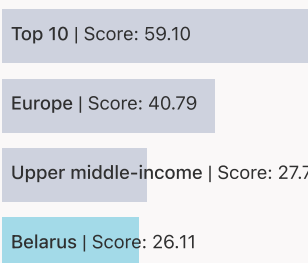 Top 10 | Score: 59.10
Europe | Score: 40.79
Upper middle-income | Score: 27.7
Belarus | Score: 26.11